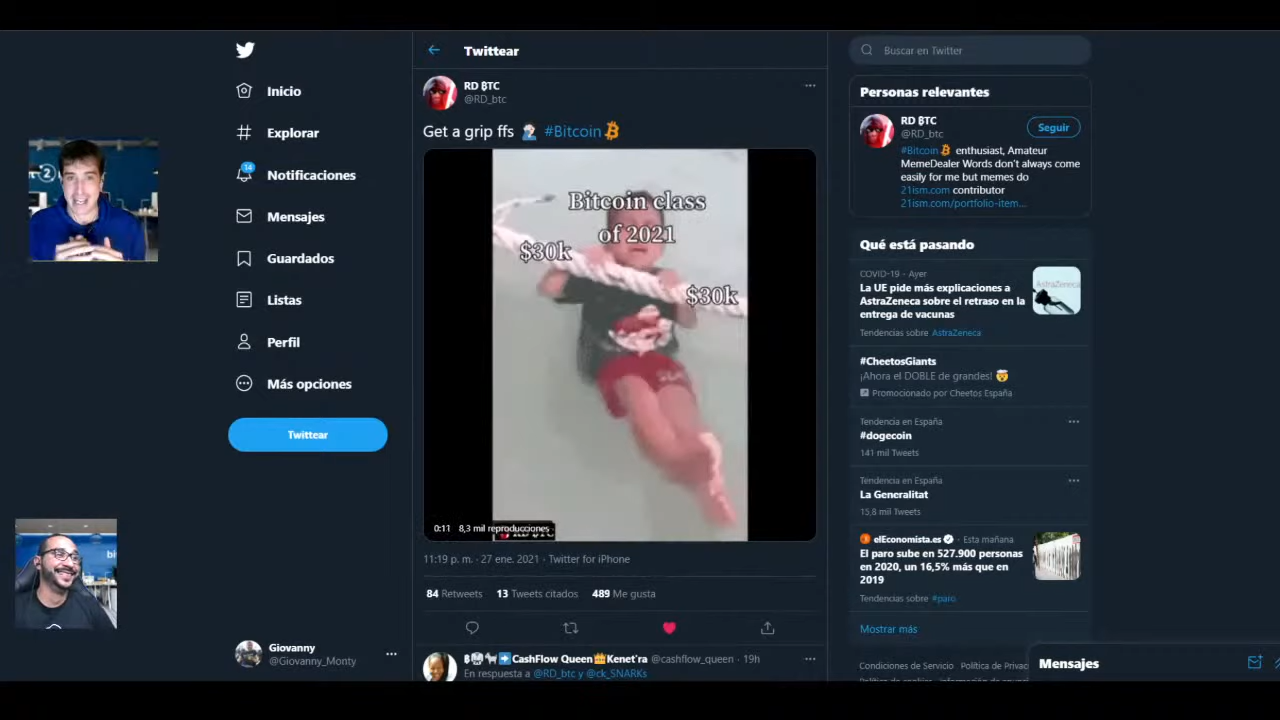 Inicio
Explorar
14
Notificaciones
Mensajes
Guardados
Listas
Perfil
Más opciones
Twittear
Giovanny
@Giovanny_Monty
Twittear
RD ₿TC
@RD_btc
Get a grip ffs 🤦🏻‍♂️ #Bitcoin
Bitcoin class
of 2021
$30k
$30k
0:11 8,3 mil reproducciones
11:19 p. m. · 27 ene. 2021 · Twitter for iPhone
84 Retweets 13 Tweets citados 489 Me gusta
CashFlow Queen👑Kenet'ra @cashflow_queen · 19h
En respuesta a @RD_btc y @ck_SNARKs
Buscar en Twitter
Personas relevantes
RD ₿TC
@RD_btc
Seguir
#Bitcoin enthusiast, Amateur
MemeDealer Words don't always come
easily for me but memes do
21ism.com contributor
21ism.com/portfolio-item...
Qué está pasando
COVID-19 · Ayer
La UE pide más explicaciones a
AstraZeneca sobre el retraso en la
entrega de vacunas
Tendencias sobre AstraZeneca
AstraZeneca
#CheetosGiants
¡Ahora el DOBLE de grandes! 🤯
Promocionado por Cheetos España
Tendencia en España
#dogecoin
141 mil Tweets
Tendencia en España
La Generalitat
15,8 mil Tweets
elEconomista.es · Esta mañana
El paro sube en 527.900 personas
en 2020, un 16,5% más que en
2019
Tendencias sobre #paro
Mostrar más
Condiciones de Servicio Política de Privac
Mensajes